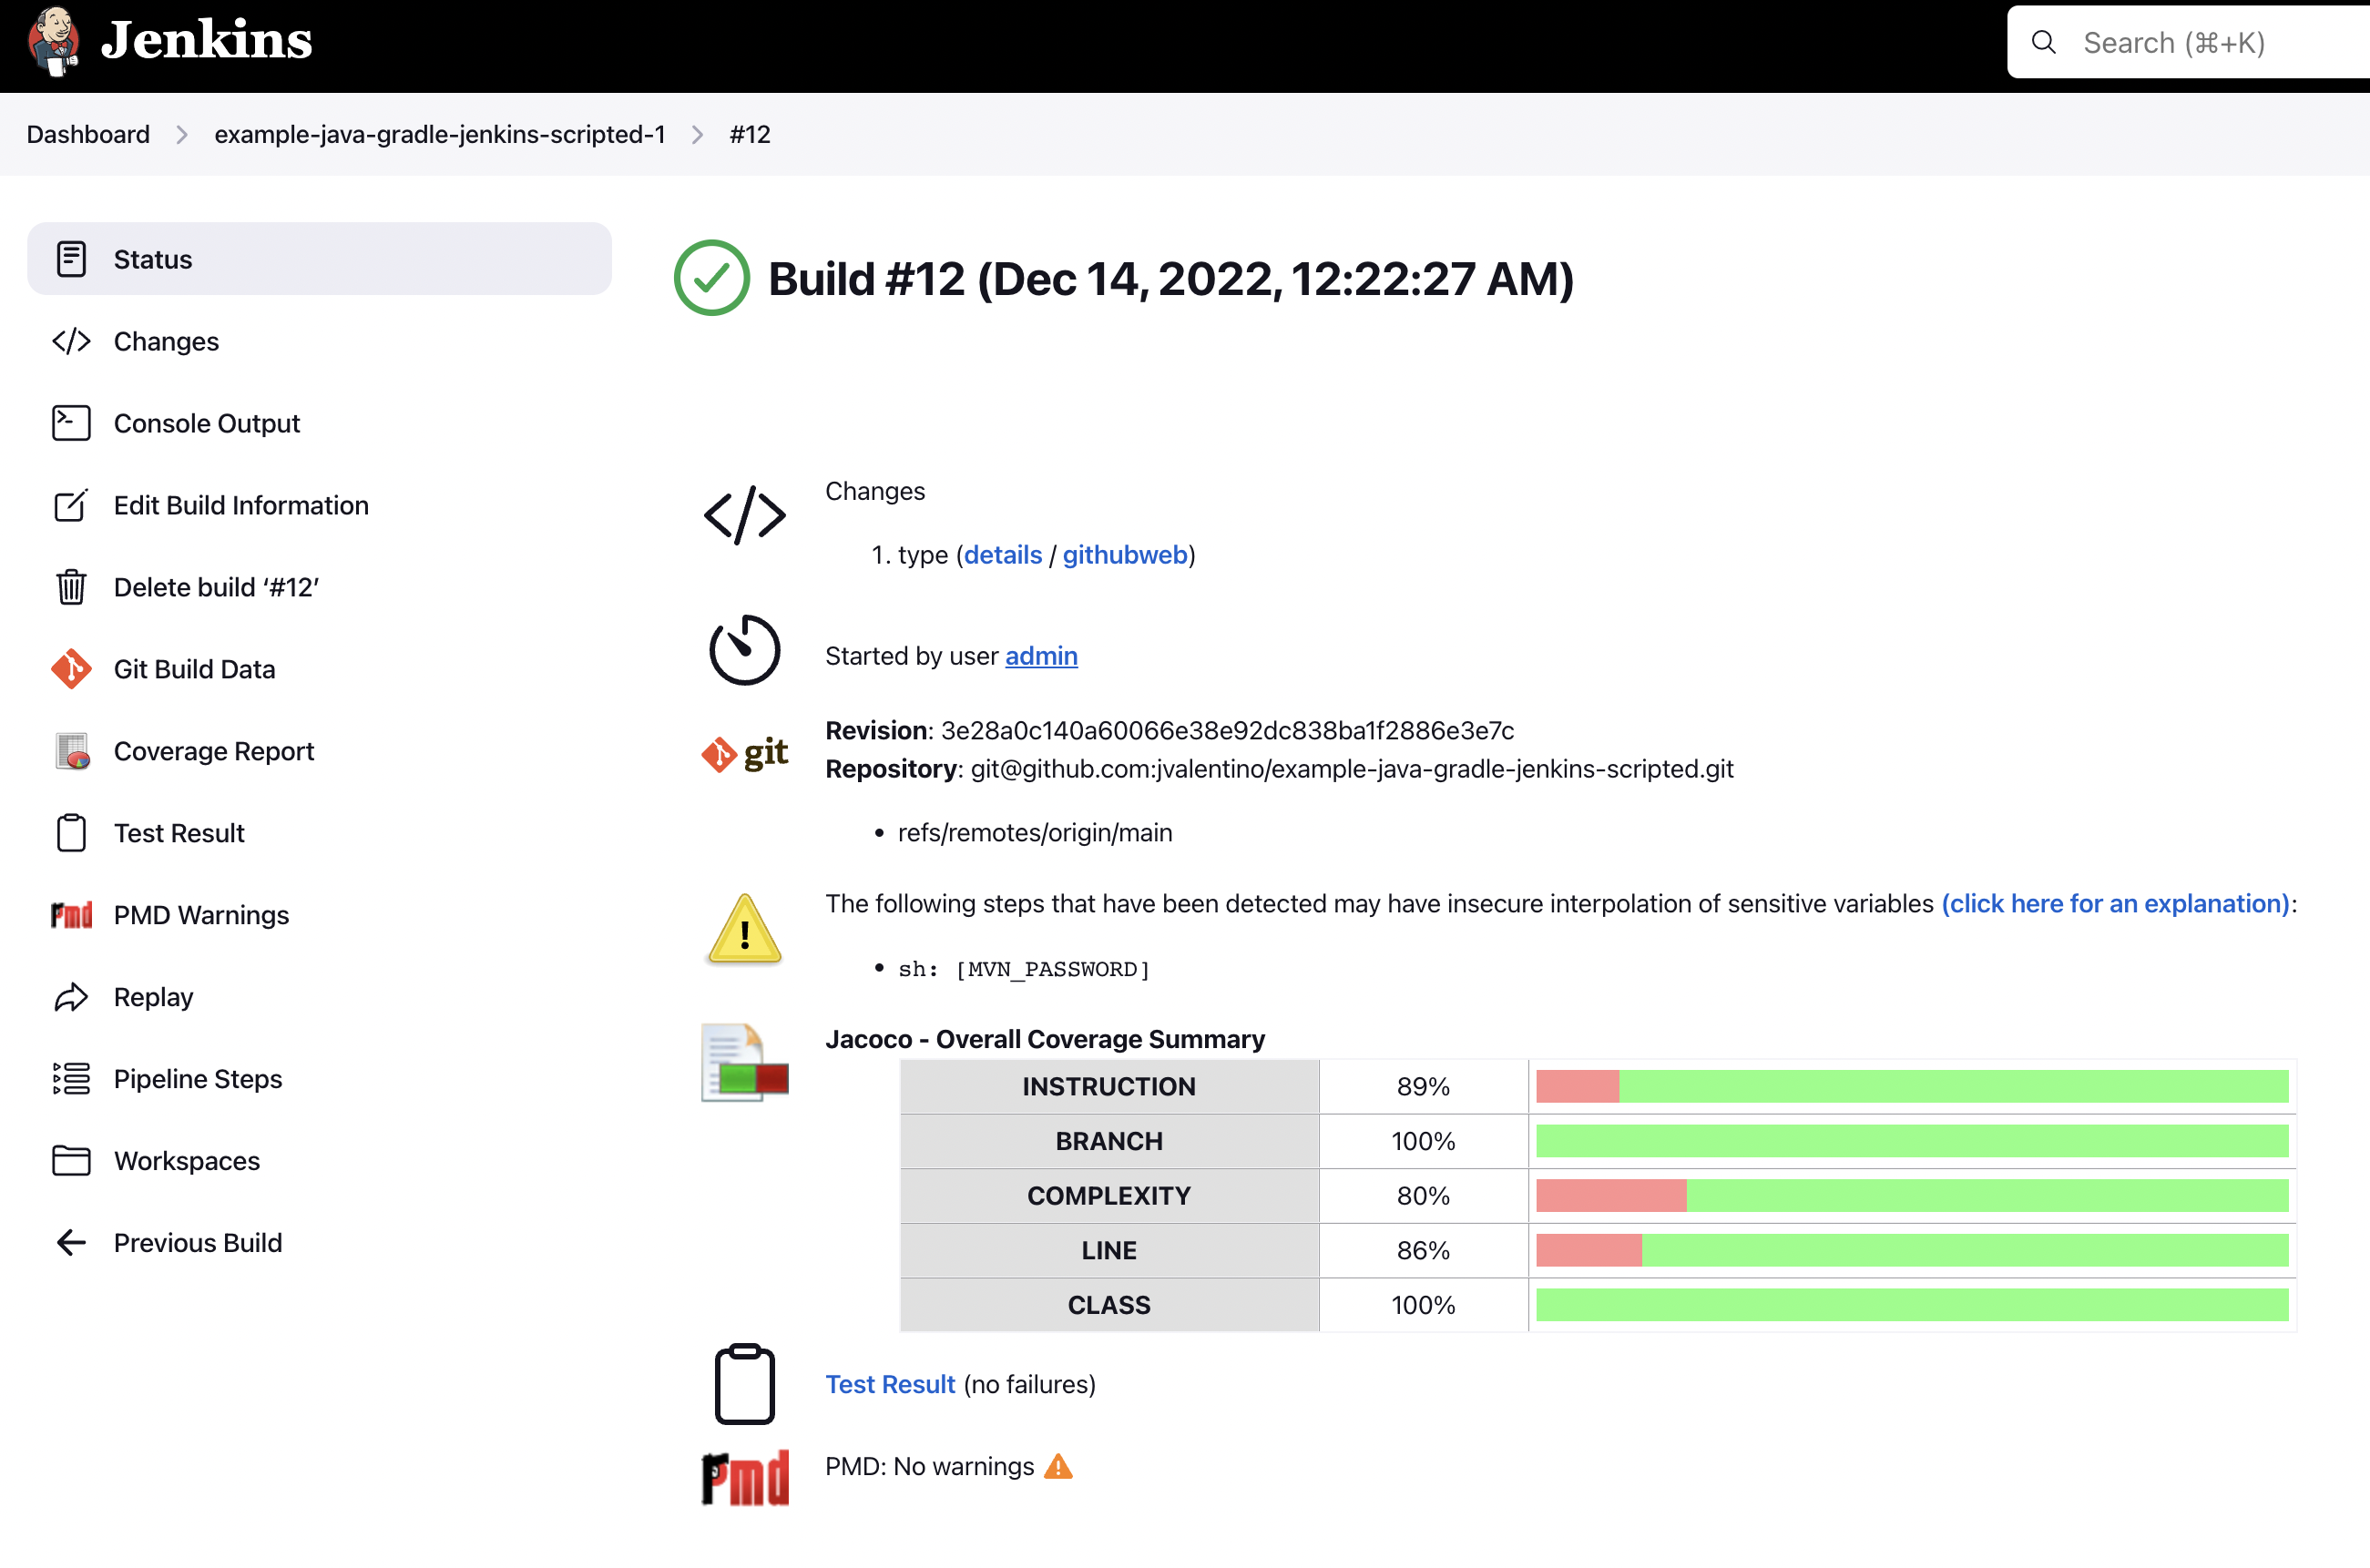 Jenkins
Search (⌘+K)
Dashboard
example-java-gradle-jenkins-scripted-1
#12
Status
Changes
Console Output
Edit Build Information
Delete build ‘#12’
Git Build Data
Coverage Report
Test Result
PMD Warnings
Replay
Pipeline Steps
Workspaces
Previous Build
Build #12 (Dec 14, 2022, 12:22:27 AM)
Changes
1. type (details / githubweb)
Started by user admin
git
Revision: 3e28a0c140a60066e38e92dc838ba1f2886e3e7c
Repository: git@github.com:jvalentino/example-java-gradle-jenkins-scripted.git
• refs/remotes/origin/main
The following steps that have been detected may have insecure interpolation of sensitive variables (click here for an explanation):
• sh: [MVN_PASSWORD]
Jacoco - Overall Coverage Summary
INSTRUCTION 89%
BRANCH 100%
COMPLEXITY 80%
LINE 86%
CLASS 100%
Test Result (no failures)
pmd
PMD: No warnings